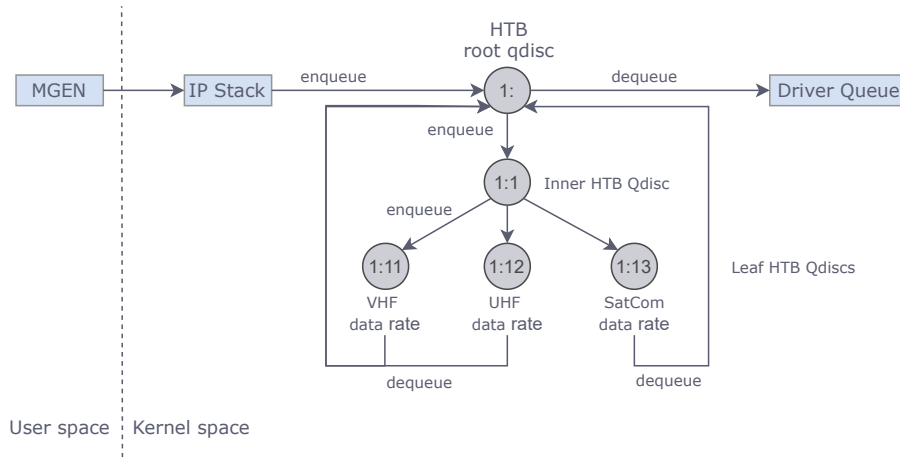 HTB
root qdisc
MGEN
IP Stack
enqueue
1:
dequeue
Driver Queue
enqueue
1:1
Inner HTB Qdisc
enqueue
1:11
1:12
1:13
Leaf HTB Qdiscs
VHF
data rate
UHF
data rate
SatCom
data rate
dequeue
dequeue
User space
Kernel space